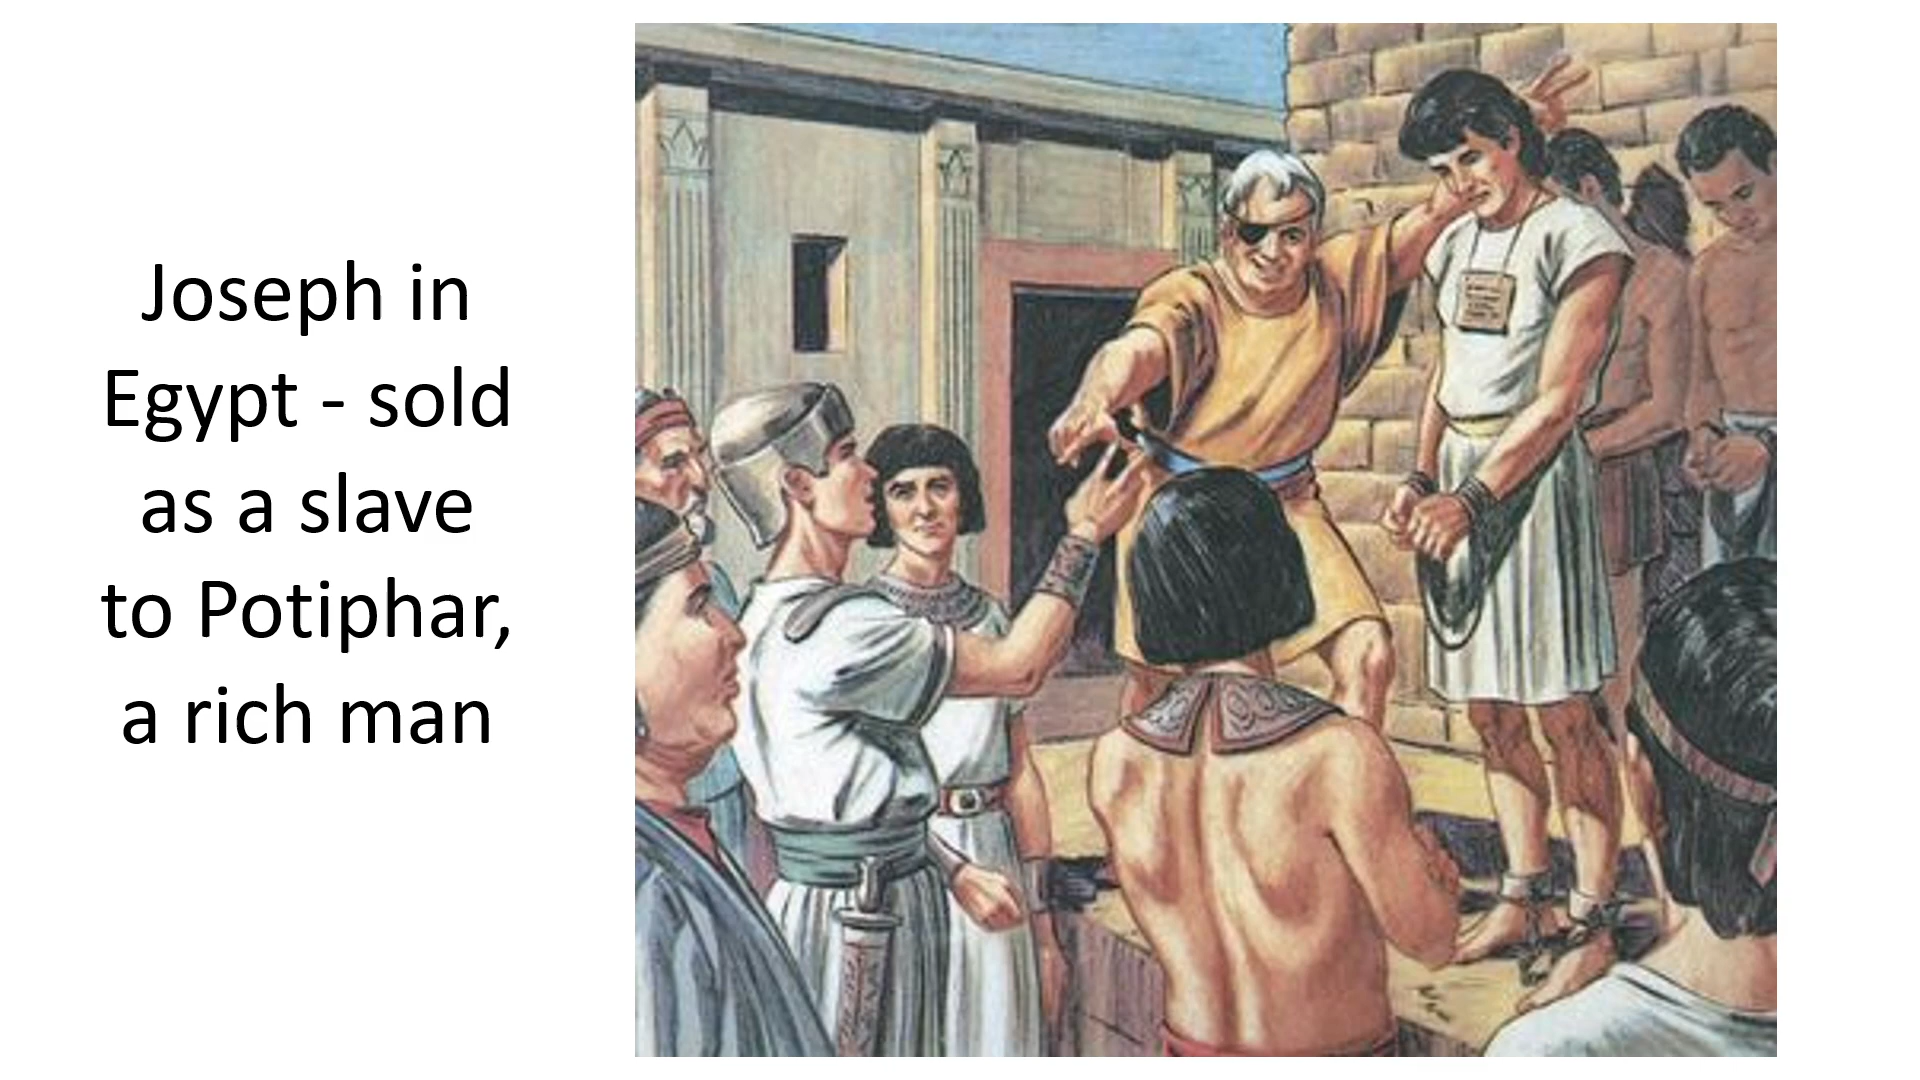 Joseph in
Egypt - sold
as a slave
to Potiphar,
a rich man